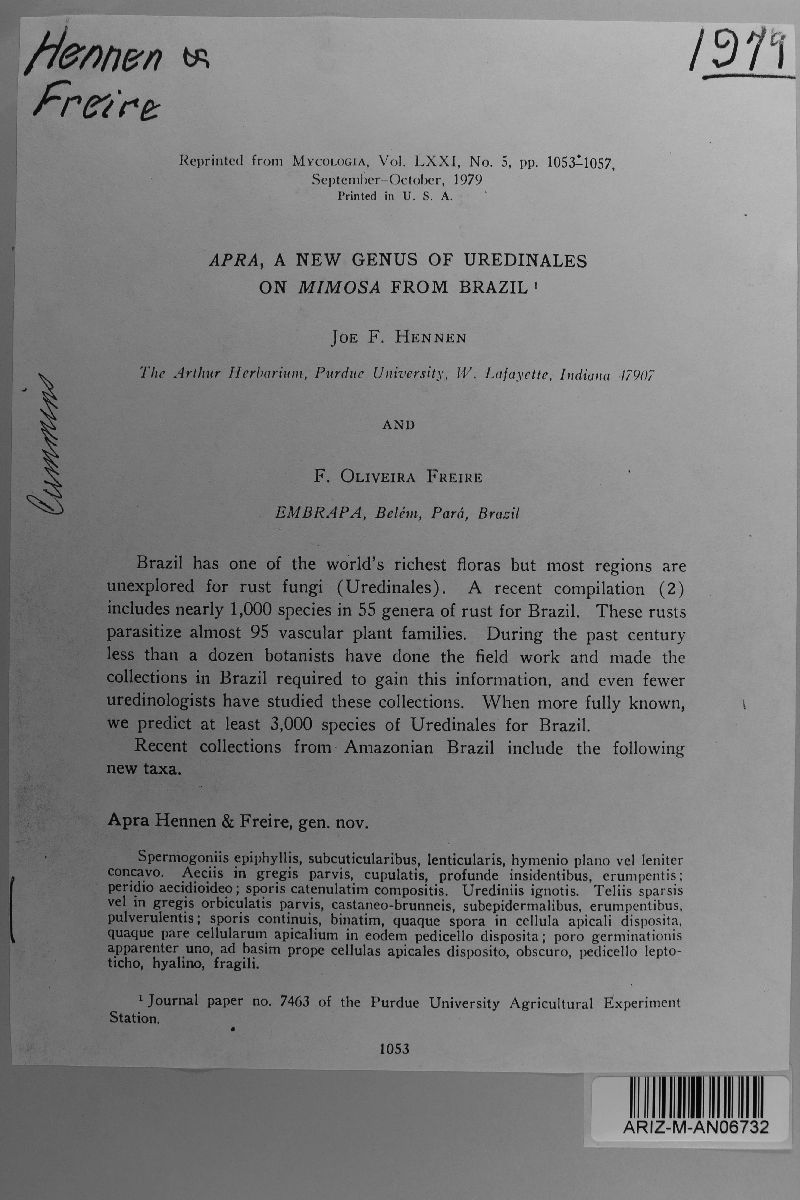 Hennen &
Freire
1979
Reprinted from MYCOLOGIA, Vol. LXXI, No. 5, pp. 1053–1057,
September–October, 1979
Printed in U. S. A.
APRA, A NEW GENUS OF UREDINALES
ON MIMOSA FROM BRAZIL ¹
JOE F. HENNEN
The Arthur Herbarium, Purdue University, W. Lafayette, Indiana 47907
AND
F. OLIVEIRA FREIRE
EMBRAPA, Belém, Pará, Brazil
Cummins
Brazil has one of the world's richest floras but most regions are
unexplored for rust fungi (Uredinales). A recent compilation (2)
includes nearly 1,000 species in 55 genera of rust for Brazil. These rusts
parasitize almost 95 vascular plant families. During the past century
less than a dozen botanists have done the field work and made the
collections in Brazil required to gain this information, and even fewer
uredinologists have studied these collections. When more fully known,
we predict at least 3,000 species of Uredinales for Brazil.
Recent collections from Amazonian Brazil include the following
new taxa.
Apra Hennen & Freire, gen. nov.
Spermogoniis epiphyllis, subcuticularibus, lenticularis, hymenio plano vel leniter
concavo. Aeciis in gregis parvis, cupulatis, profunde insidentibus, erumpentis;
peridio aecidioideo; sporis catenulatim compositis. Urediniis ignotis. Teliis sparsis
vel in gregis orbiculatis parvis, castaneo-brunneis, subepidermalibus, erumpentibus,
pulverulentis; sporis continuis, binatim, quaque spora in cellula apicali disposita,
quaque pare cellularum apicalium in eodem pedicello disposita; poro germinationis
apparenter uno, ad basim prope cellulas apicales disposito, obscuro, pedicello lepto-
ticho, hyalino, fragili.
¹ Journal paper no. 7463 of the Purdue University Agricultural Experiment
Station.
1053
ARIZ-M-AN06732